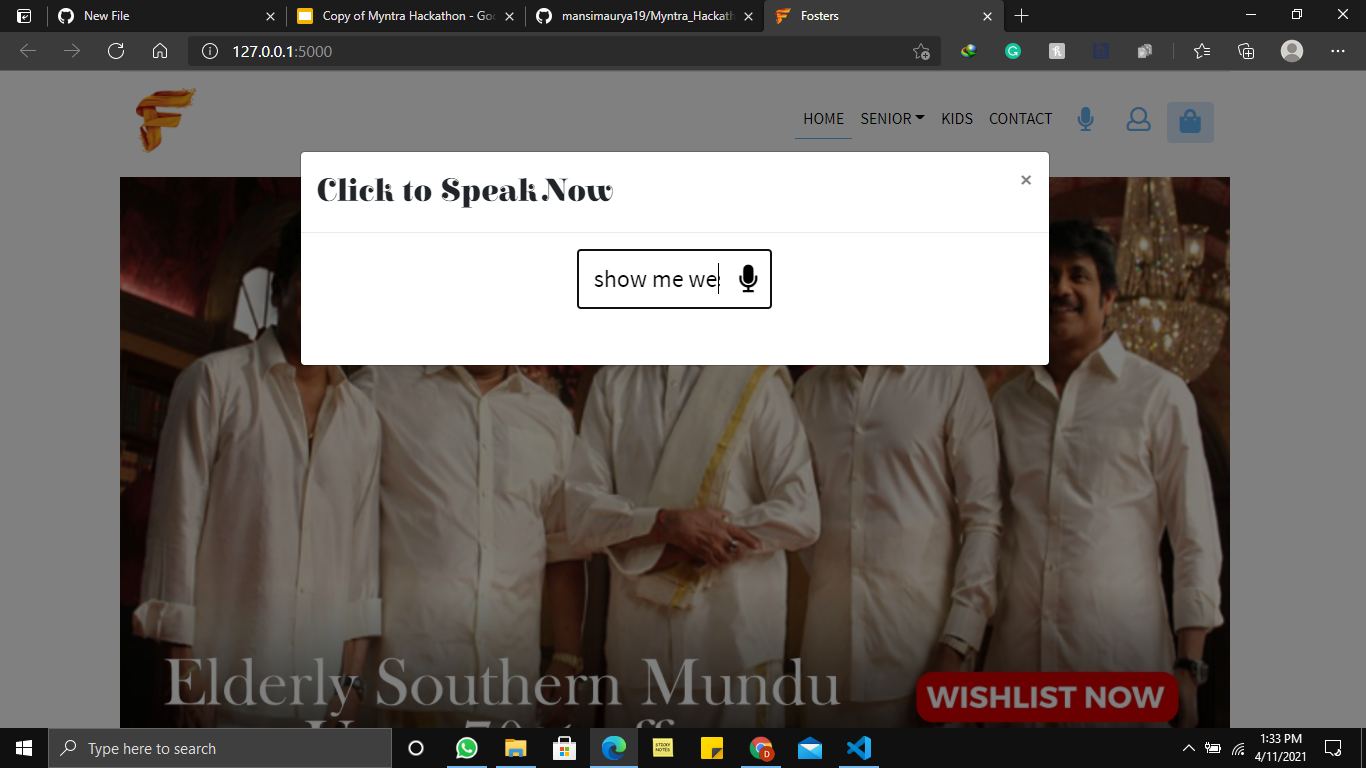 New File
Copy of Myntra Hackathon - Goo
mansimaurya19/Myntra_Hackath
Fosters
127.0.0.1:5000
HOME SENIOR KIDS CONTACT
Click to Speak Now ×
show me we
Elderly Southern Mundu
WISHLIST NOW
Type here to search
1:33 PM
4/11/2021